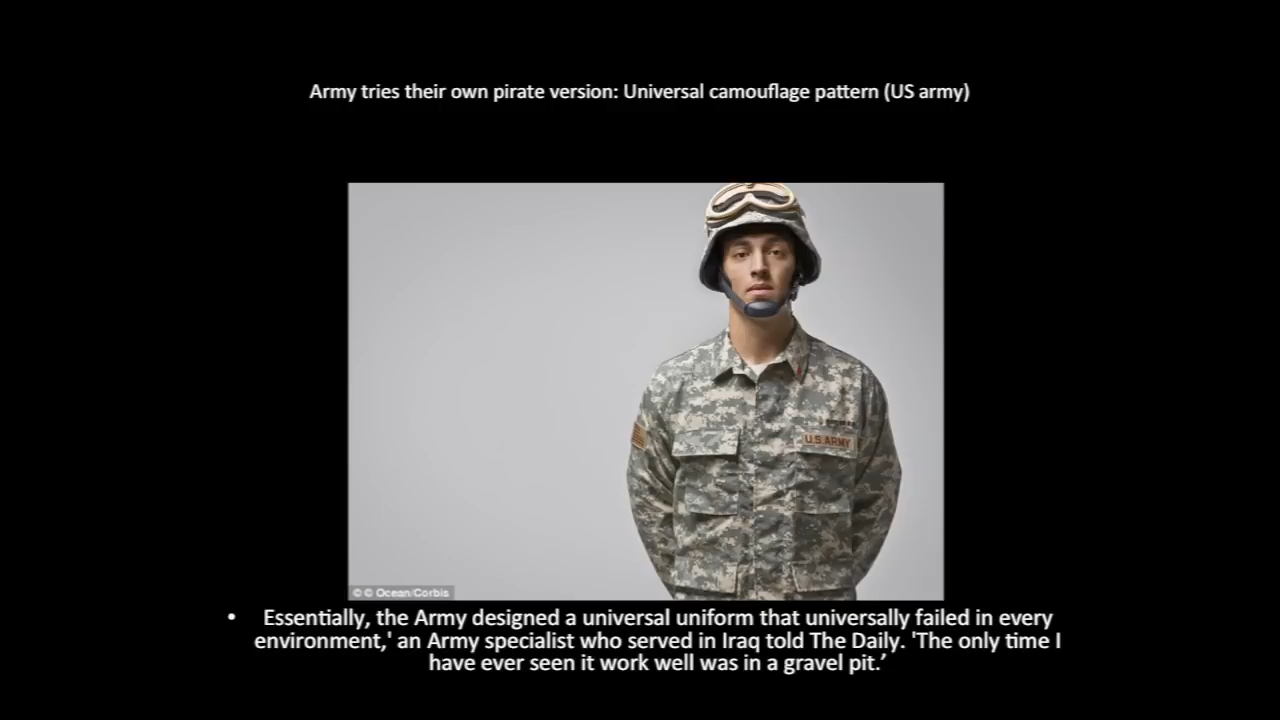 Army tries their own pirate version: Universal camouflage pattern (US army)
U.S.ARMY
© © Ocean/Corbis
• Essentially, the Army designed a universal uniform that universally failed in every
environment,' an Army specialist who served in Iraq told The Daily. 'The only time I
have ever seen it work well was in a gravel pit.’